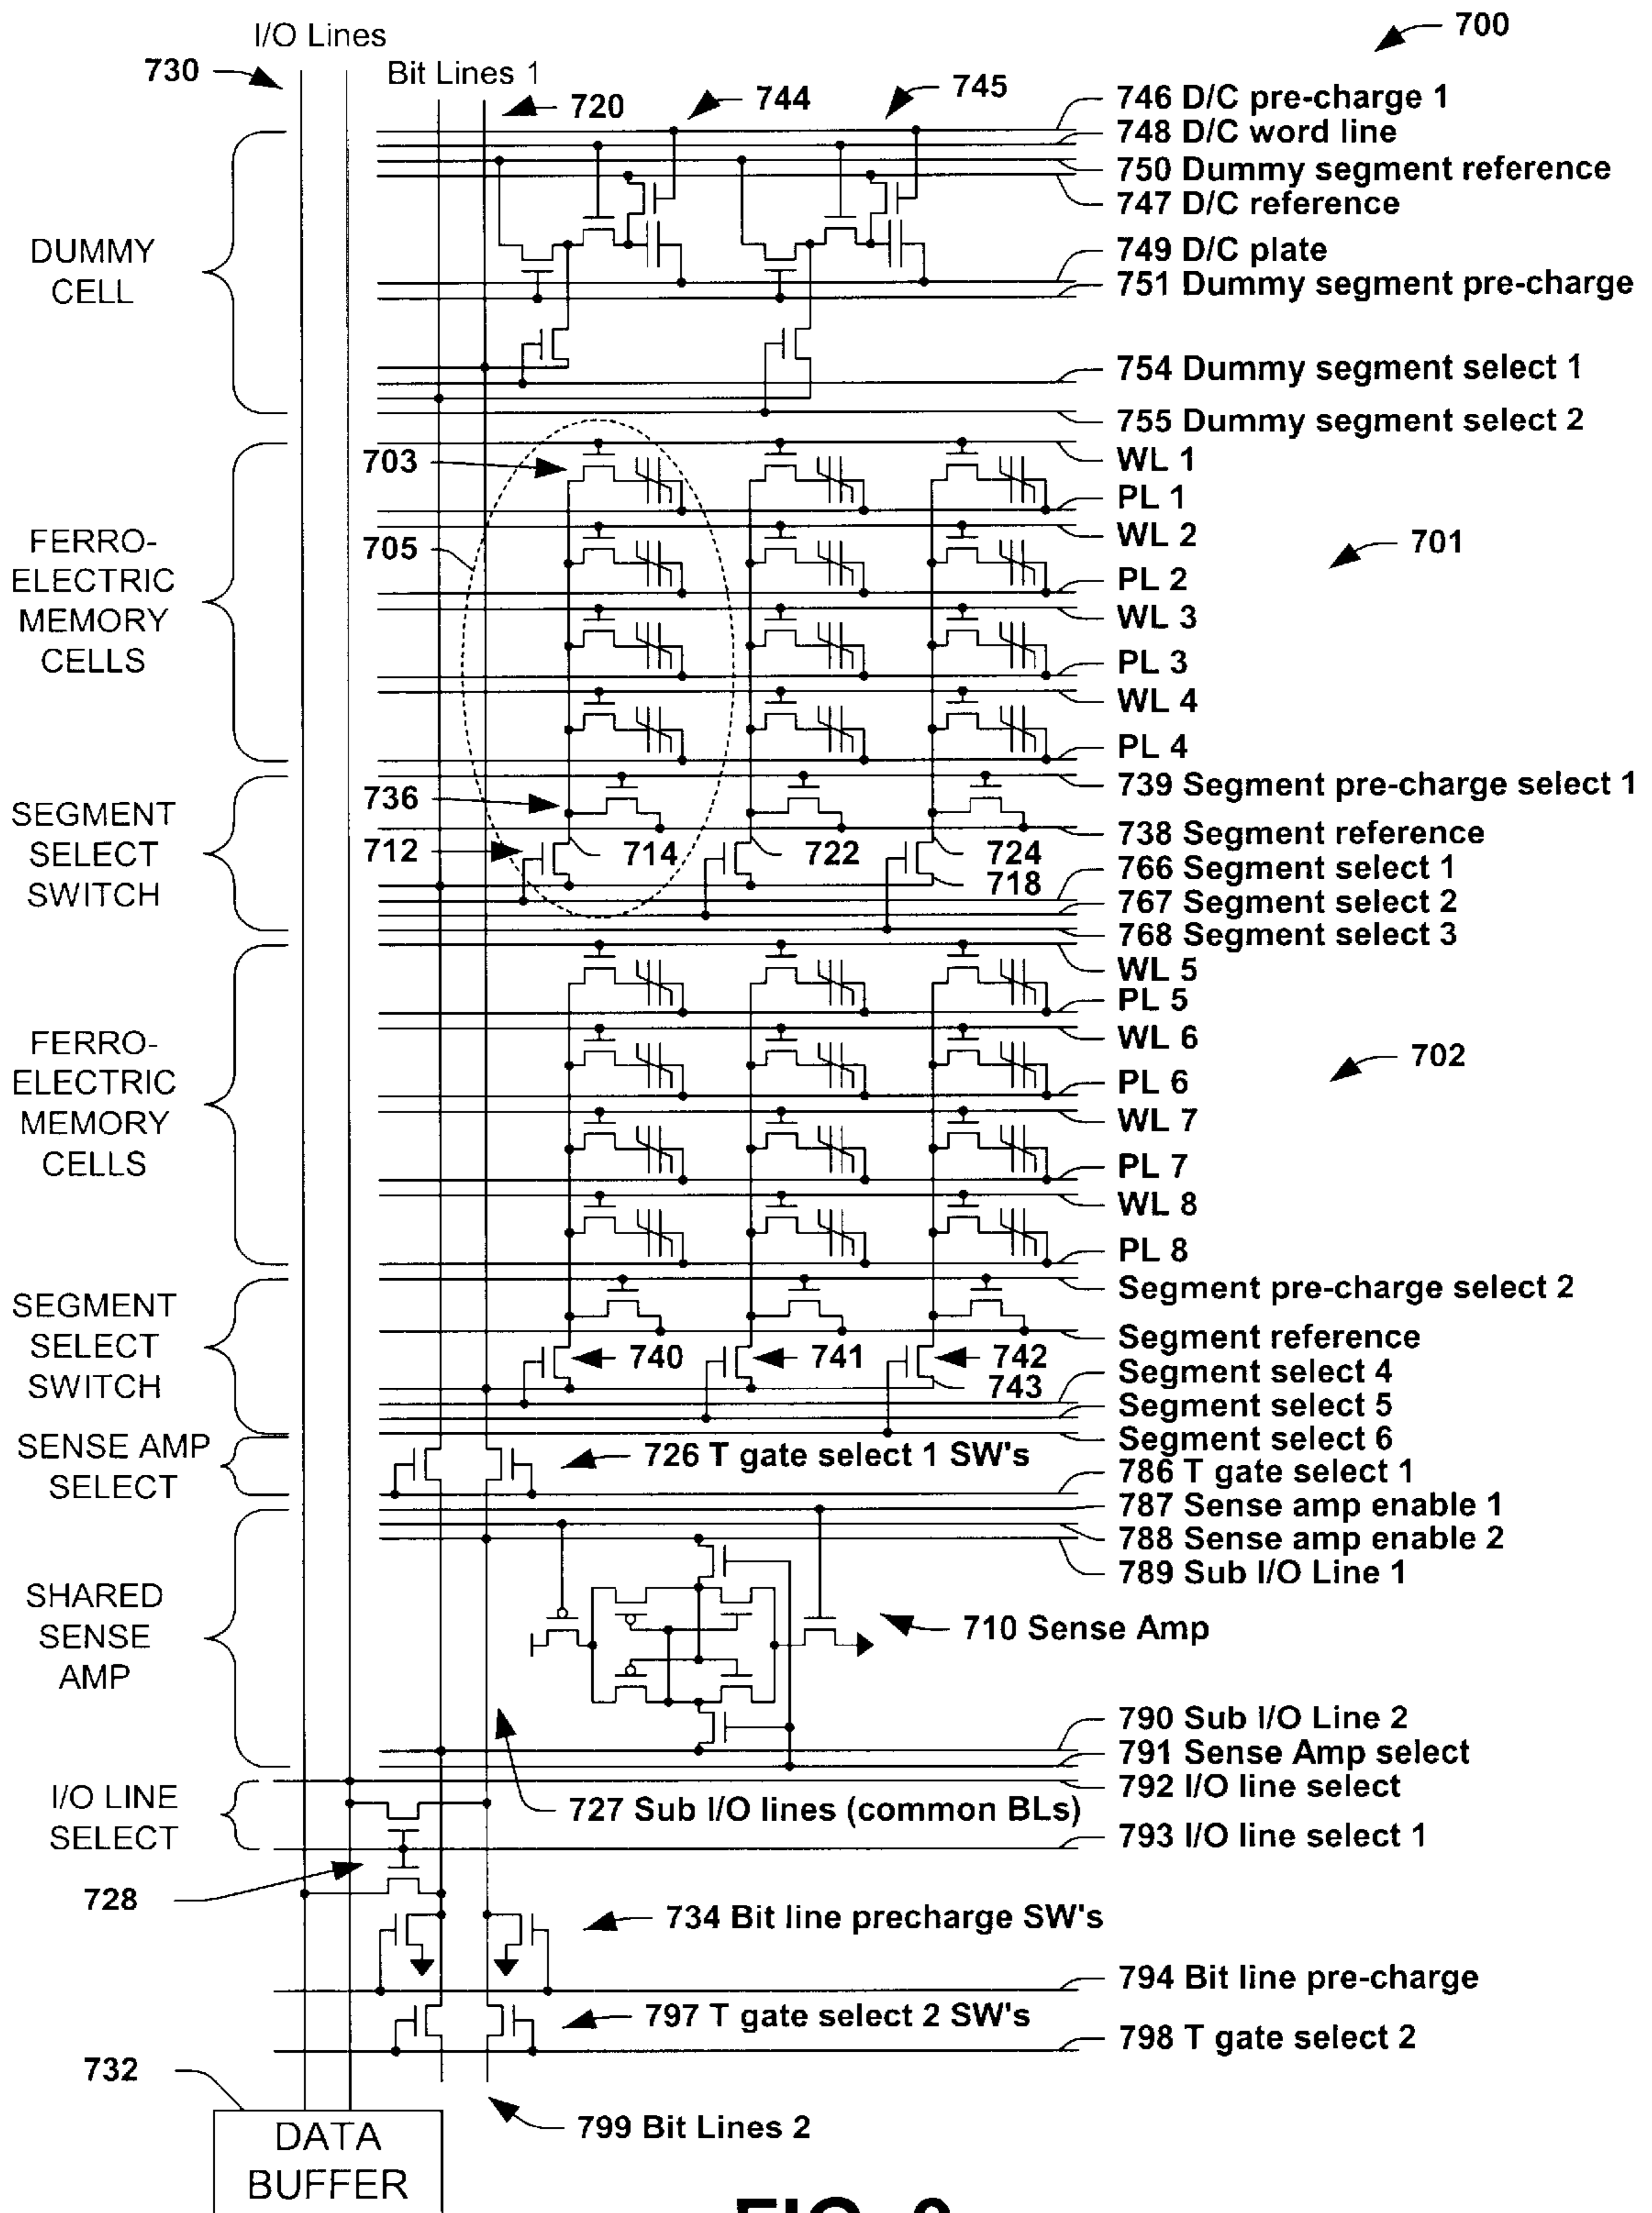 I/O Lines
700
730
Bit Lines 1
720
744
745
746 D/C pre-charge 1
748 D/C word line
750 Dummy segment reference
747 D/C reference
DUMMY
CELL
749 D/C plate
751 Dummy segment pre-charge
754 Dummy segment select 1
755 Dummy segment select 2
703
WL 1
PL 1
FERRO-
ELECTRIC
MEMORY
CELLS
705
WL 2
701
PL 2
WL 3
PL 3
WL 4
PL 4
SEGMENT
SELECT
SWITCH
736
739 Segment pre-charge select 1
738 Segment reference
712
714
722
724
718
766 Segment select 1
767 Segment select 2
768 Segment select 3
WL 5
PL 5
FERRO-
ELECTRIC
MEMORY
CELLS
WL 6
702
PL 6
WL 7
PL 7
WL 8
PL 8
SEGMENT
SELECT
SWITCH
Segment pre-charge select 2
Segment reference
740
741
742
743
Segment select 4
Segment select 5
Segment select 6
SENSE AMP
SELECT
726 T gate select 1 SW's
786 T gate select 1
787 Sense amp enable 1
788 Sense amp enable 2
789 Sub I/O Line 1
SHARED
SENSE
AMP
710 Sense Amp
790 Sub I/O Line 2
791 Sense Amp select
792 I/O line select
I/O LINE
SELECT
727 Sub I/O lines (common BLs)
793 I/O line select 1
728
734 Bit line precharge SW's
794 Bit line pre-charge
797 T gate select 2 SW's
798 T gate select 2
732
799 Bit Lines 2
DATA
BUFFER